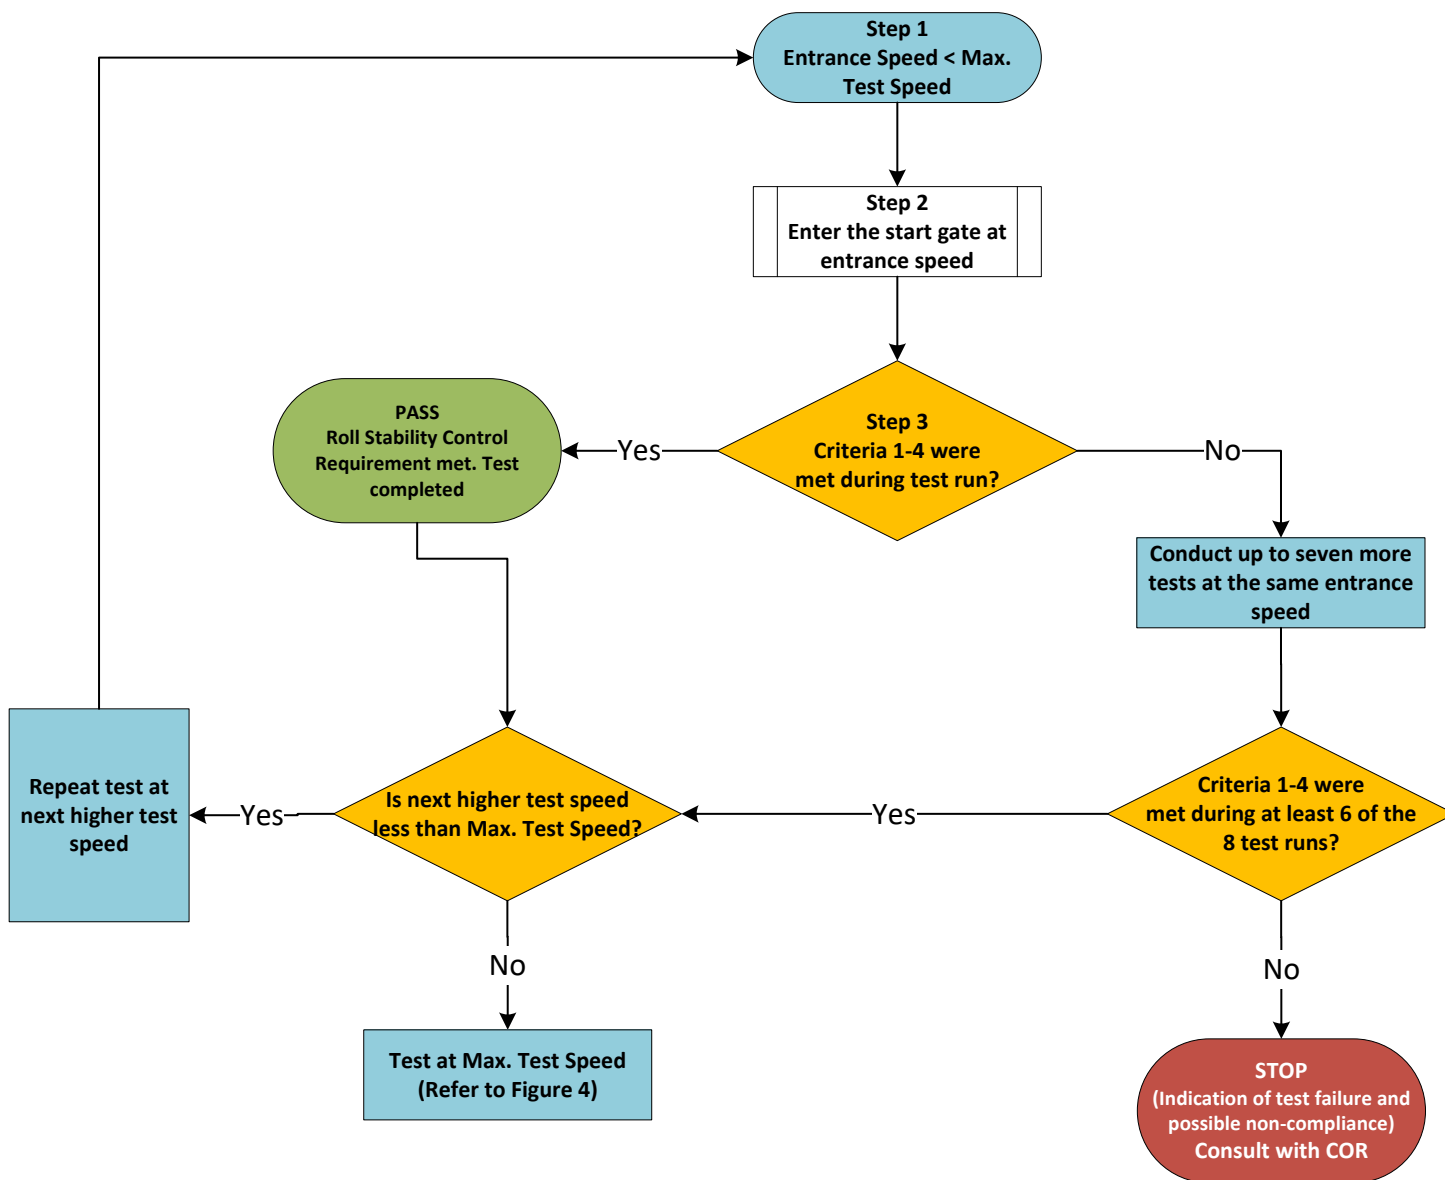 Step 1
Entrance Speed < Max.
Test Speed
Step 2
Enter the start gate at
entrance speed
Step 3
Criteria 1-4 were
met during test run?
Yes
No
PASS
Roll Stability Control
Requirement met. Test
completed
Conduct up to seven more
tests at the same entrance
speed
Repeat test at
next higher test
speed
Yes
Is next higher test speed
less than Max. Test Speed?
Yes
Criteria 1-4 were
met during at least 6 of the
8 test runs?
No
No
Test at Max. Test Speed
(Refer to Figure 4)
STOP
(Indication of test failure and
possible non-compliance)
Consult with COR